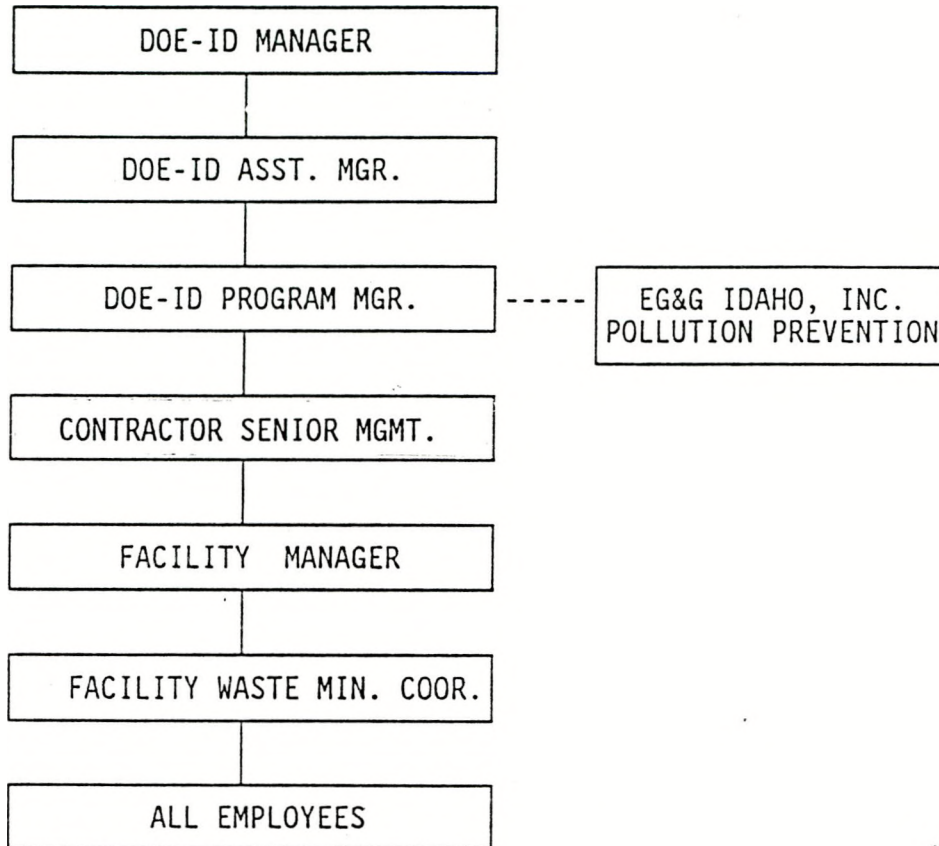 DOE-ID MANAGER
DOE-ID ASST. MGR.
DOE-ID PROGRAM MGR.
EG&G IDAHO, INC.
POLLUTION PREVENTION
CONTRACTOR SENIOR MGMT.
FACILITY MANAGER
FACILITY WASTE MIN. COOR.
ALL EMPLOYEES